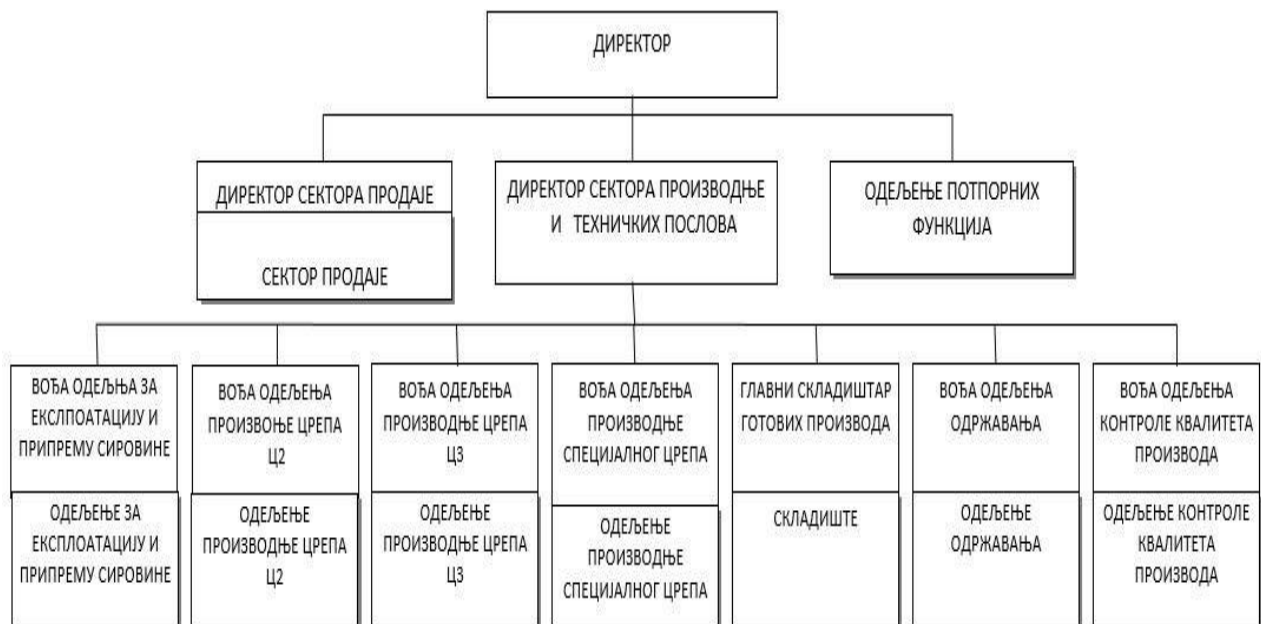 ДИРЕКТОР
ДИРЕКТОР СЕКТОРА ПРОДАЈЕ
СЕКТОР ПРОДАЈЕ
ДИРЕКТОР СЕКТОРА ПРОИЗВОДЊЕ
И ТЕХНИЧКИХ ПОСЛОВА
ОДЕЉЕЊЕ ПОТПОРНИХ
ФУНКЦИЈА
ВОЂА ОДЕЉЊА ЗА
ЕКСЛПОАТАЦИЈУ И
ПРИПРЕМУ СИРОВИНЕ
ОДЕЉЕЊЕ ЗА
ЕКСПЛОАТАЦИЈУ И
ПРИПРЕМУ СИРОВИНЕ
ВОЂА ОДЕЉЕЊА
ПРОИЗВОЊЕ ЦРЕПА
Ц2
ОДЕЉЕЊЕ
ПРОИЗВОДЊЕ ЦРЕПА
Ц2
ВОЂА ОДЕЉЕЊА
ПРОИЗВОДЊЕ ЦРЕПА
Ц3
ОДЕЉЕЊЕ
ПРОИЗВОДЊЕ ЦРЕПА
Ц3
ВОЂА ОДЕЉЕЊА
ПРОИЗВОДЊЕ
СПЕЦИЈАЛНОГ ЦРЕПА
ОДЕЉЕЊЕ
ПРОИЗВОДЊЕ
СПЕЦИЈАЛНОГ ЦРЕПА
ГЛАВНИ СКЛАДИШТАР
ГОТОВИХ ПРОИЗВОДА
СКЛАДИШТЕ
ВОЂА ОДЕЉЕЊА
ОДРЖАВАЊА
ОДЕЉЕЊЕ
ОДРЖАВАЊА
ВОЂА ОДЕЉЕЊА
КОНТРОЛЕ КВАЛИТЕТА
ПРОИЗВОДА
ОДЕЉЕЊЕ КОНТРОЛЕ
КВАЛИТЕТА
ПРОИЗВОДА